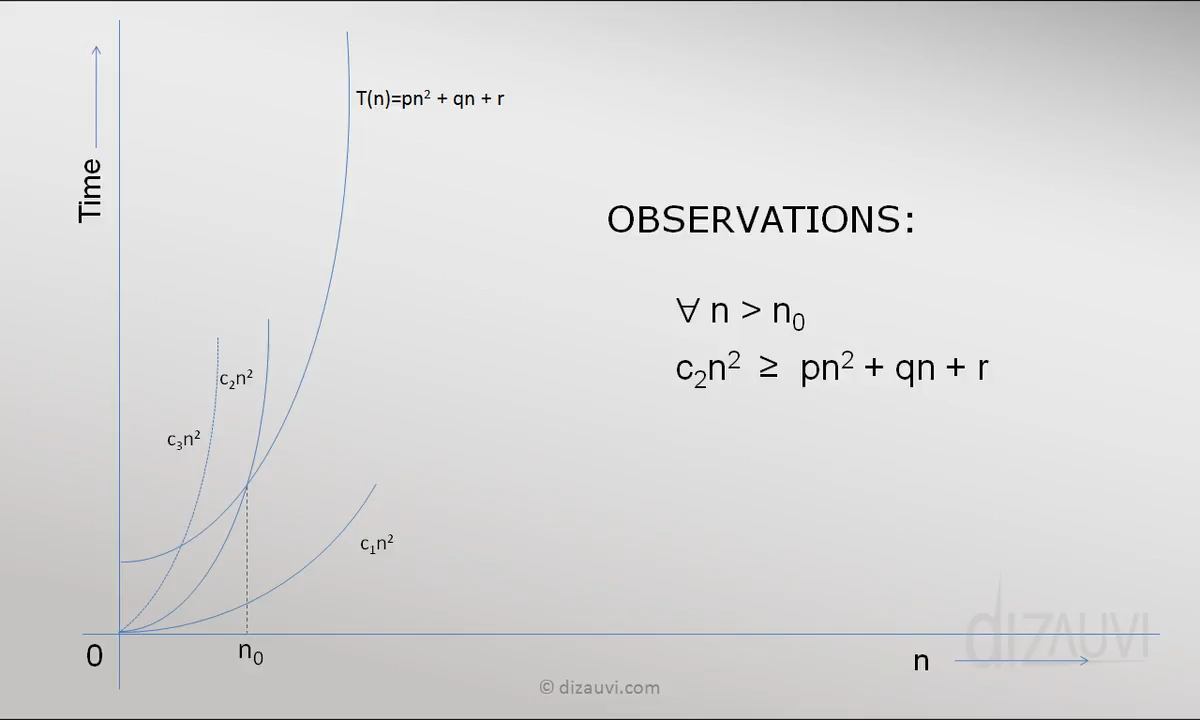 T(n)=pn² + qn + r
Time
OBSERVATIONS:
∀ n > n₀
c₂n² ≥ pn² + qn + r
c₂n²
c₃n²
c₁n²
0
n₀
n
dizauvi
© dizauvi.com